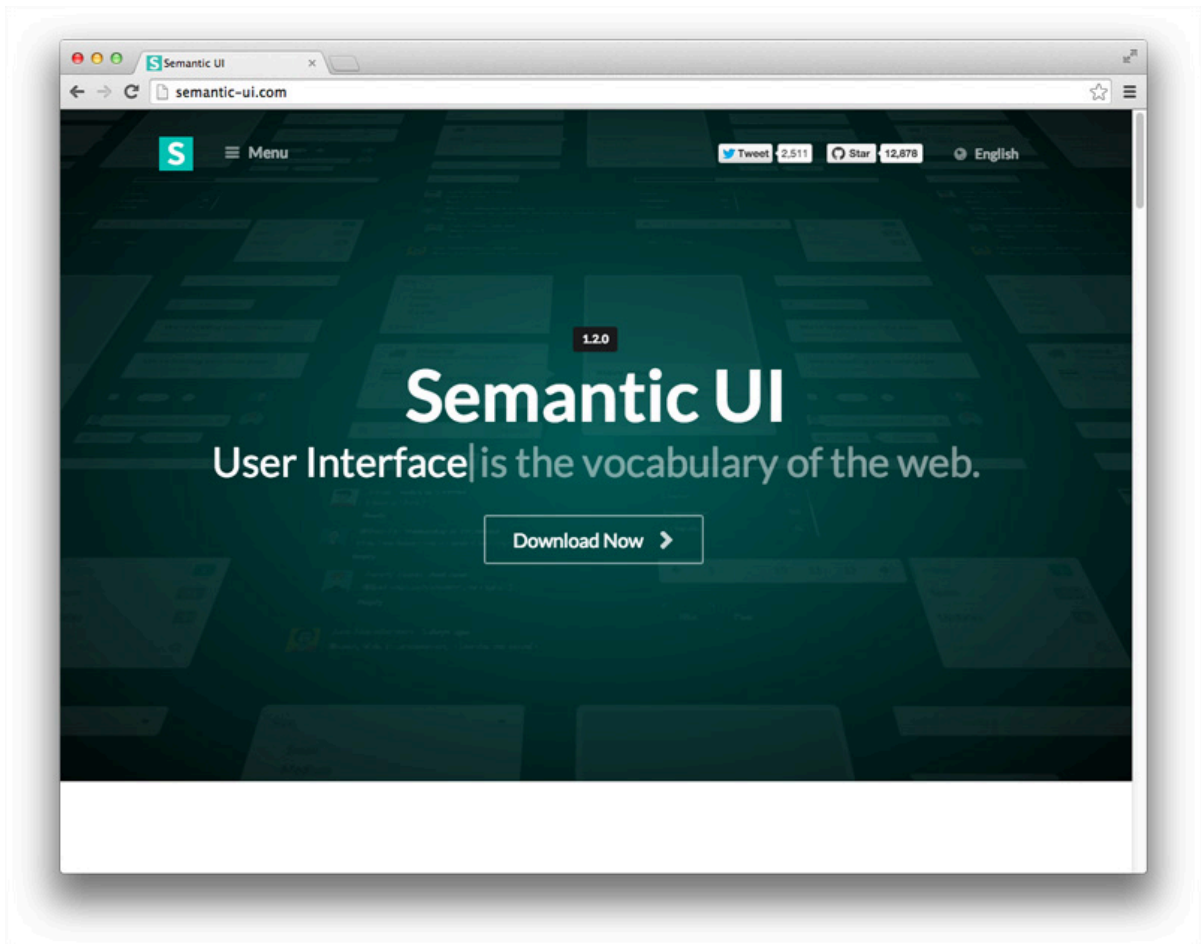 Semantic UI
semantic-ui.com
S Menu Tweet 2,511 Star 12,878 English
1.2.0
Semantic UI
User Interface is the vocabulary of the web.
Download Now